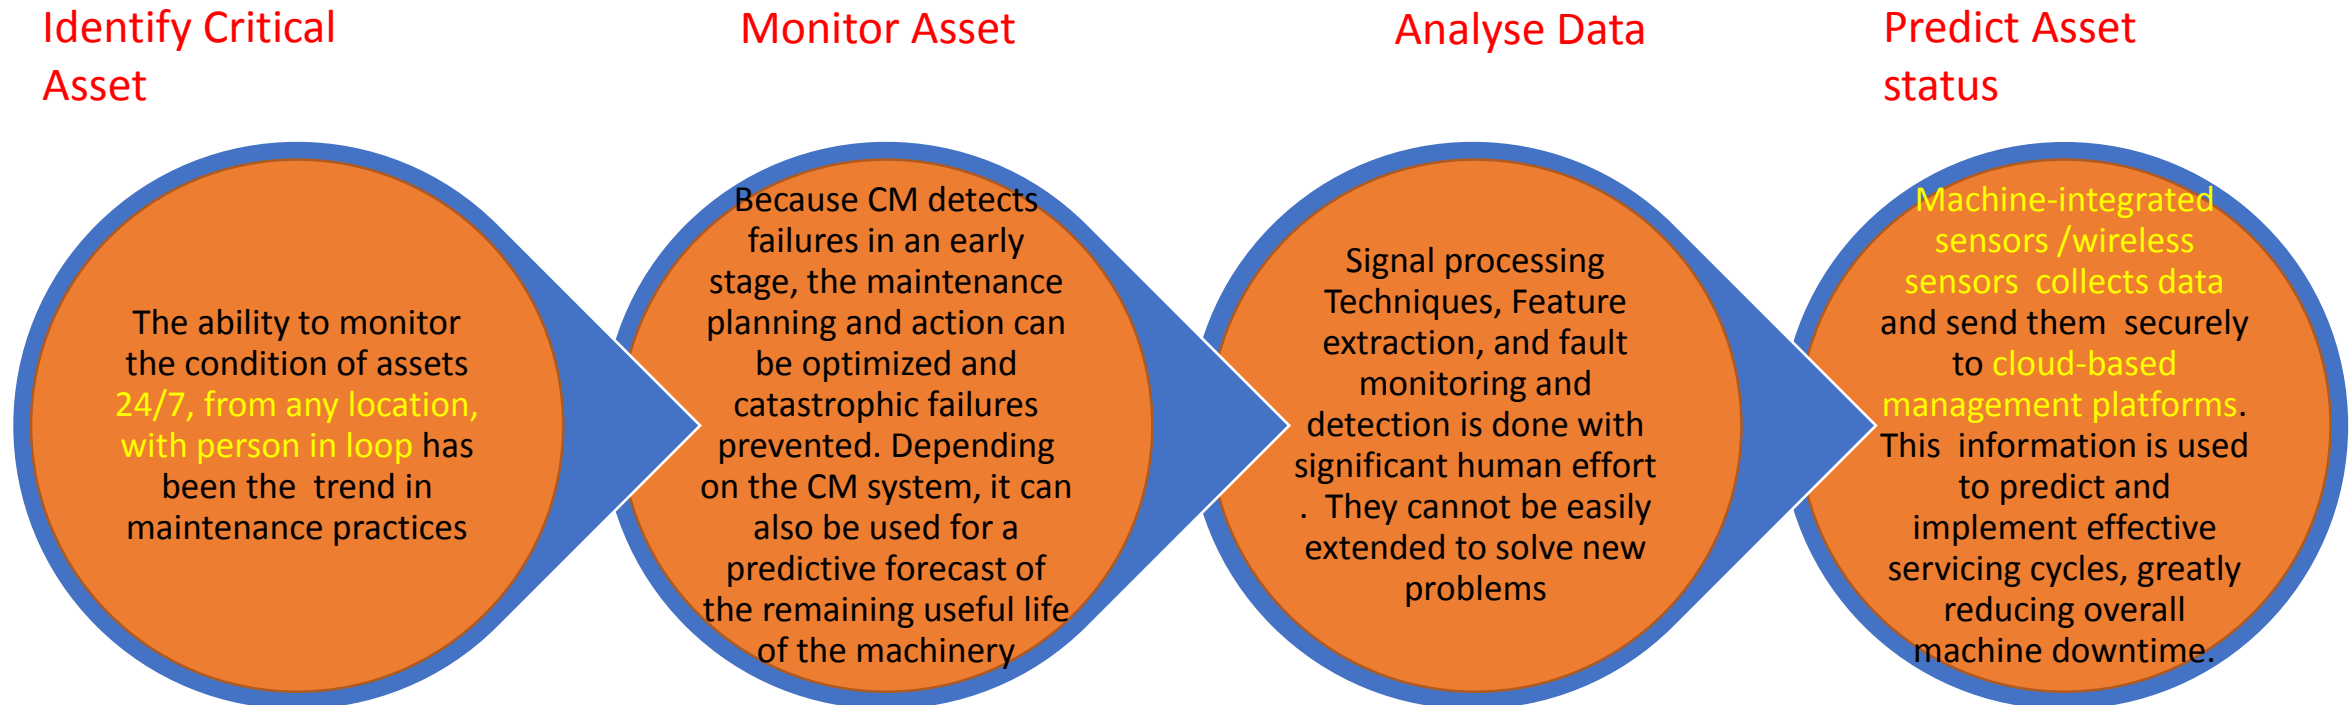 Identify Critical
Asset
Monitor Asset
Analyse Data
Predict Asset
status
The ability to monitor
the condition of assets
24/7, from any location,
with person in loop has
been the trend in
maintenance practices
Because CM detects
failures in an early
stage, the maintenance
planning and action can
be optimized and
catastrophic failures
prevented. Depending
on the CM system, it can
also be used for a
predictive forecast of
the remaining useful life
of the machinery
Signal processing
Techniques, Feature
extraction, and fault
monitoring and
detection is done with
significant human effort
. They cannot be easily
extended to solve new
problems
Machine-integrated
sensors /wireless
sensors collects data
and send them securely
to cloud-based
management platforms.
This information is used
to predict and
implement effective
servicing cycles, greatly
reducing overall
machine downtime.